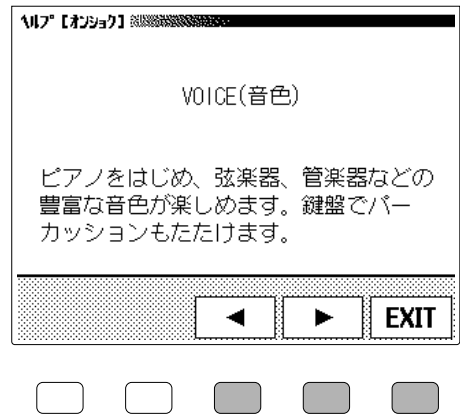 ﾍﾙﾌﾟ【ｵﾝｼｮｸ】
VOICE(音色)
ピアノをはじめ、弦楽器、管楽器などの
豊富な音色が楽しめます。鍵盤でパー
カッションもたたけます。
◀ ▶ EXIT